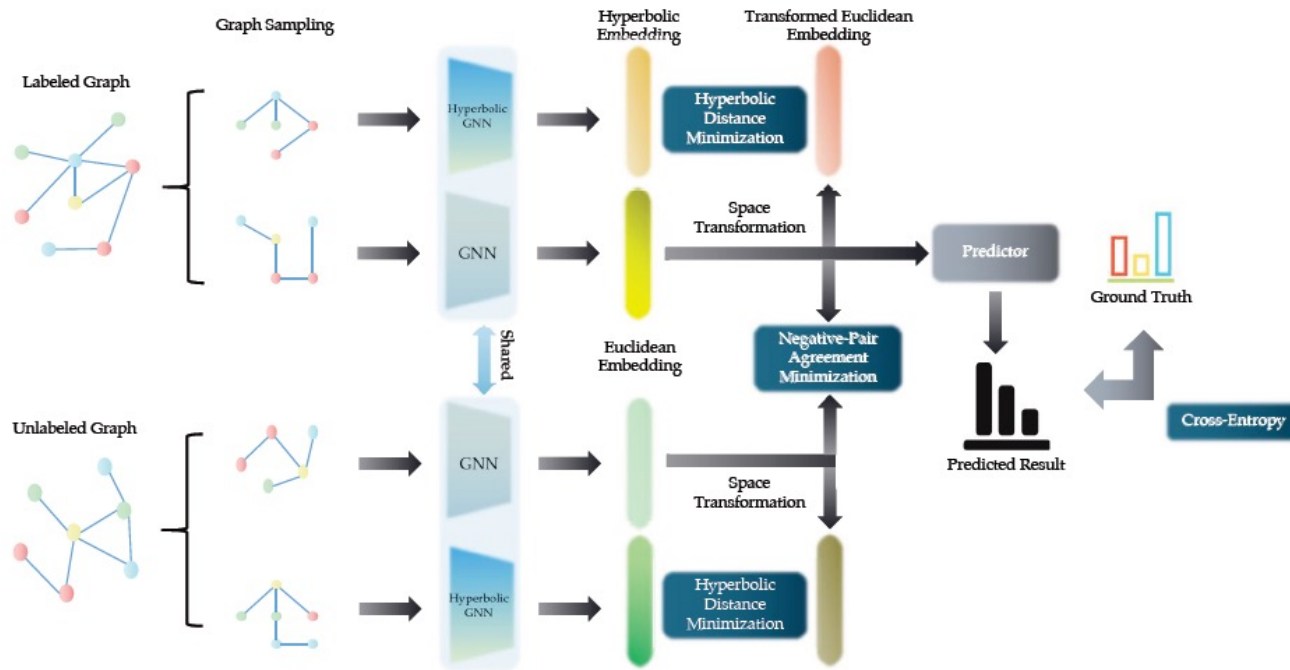 Graph Sampling
Hyperbolic
Embedding
Transformed Euclidean
Embedding
Labeled Graph
Hyperbolic
GNN
Hyperbolic
Distance
Minimization
GNN
Space
Transformation
Predictor
Ground Truth
Shared
Euclidean
Embedding
Negative-Pair
Agreement
Minimization
Cross-Entropy
Predicted Result
Unlabeled Graph
GNN
Space
Transformation
Hyperbolic
GNN
Hyperbolic
Distance
Minimization